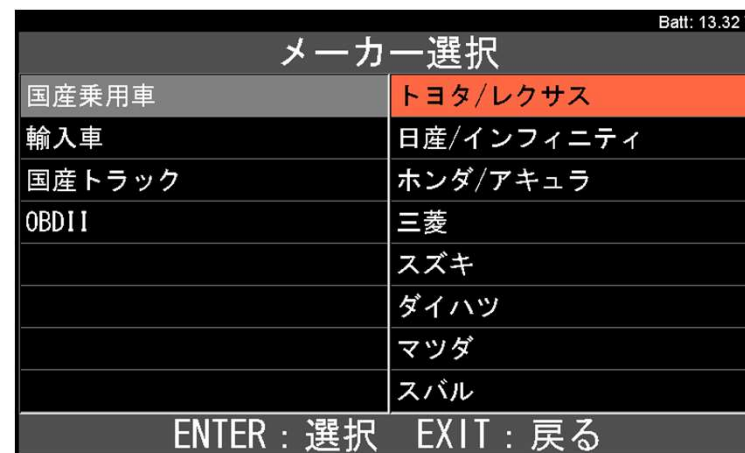 Batt: 13.32
メーカー選択
国産乗用車
輸入車
国産トラック
OBDII
トヨタ/レクサス
日産/インフィニティ
ホンダ/アキュラ
三菱
スズキ
ダイハツ
マツダ
スバル
ENTER：選択 EXIT：戻る